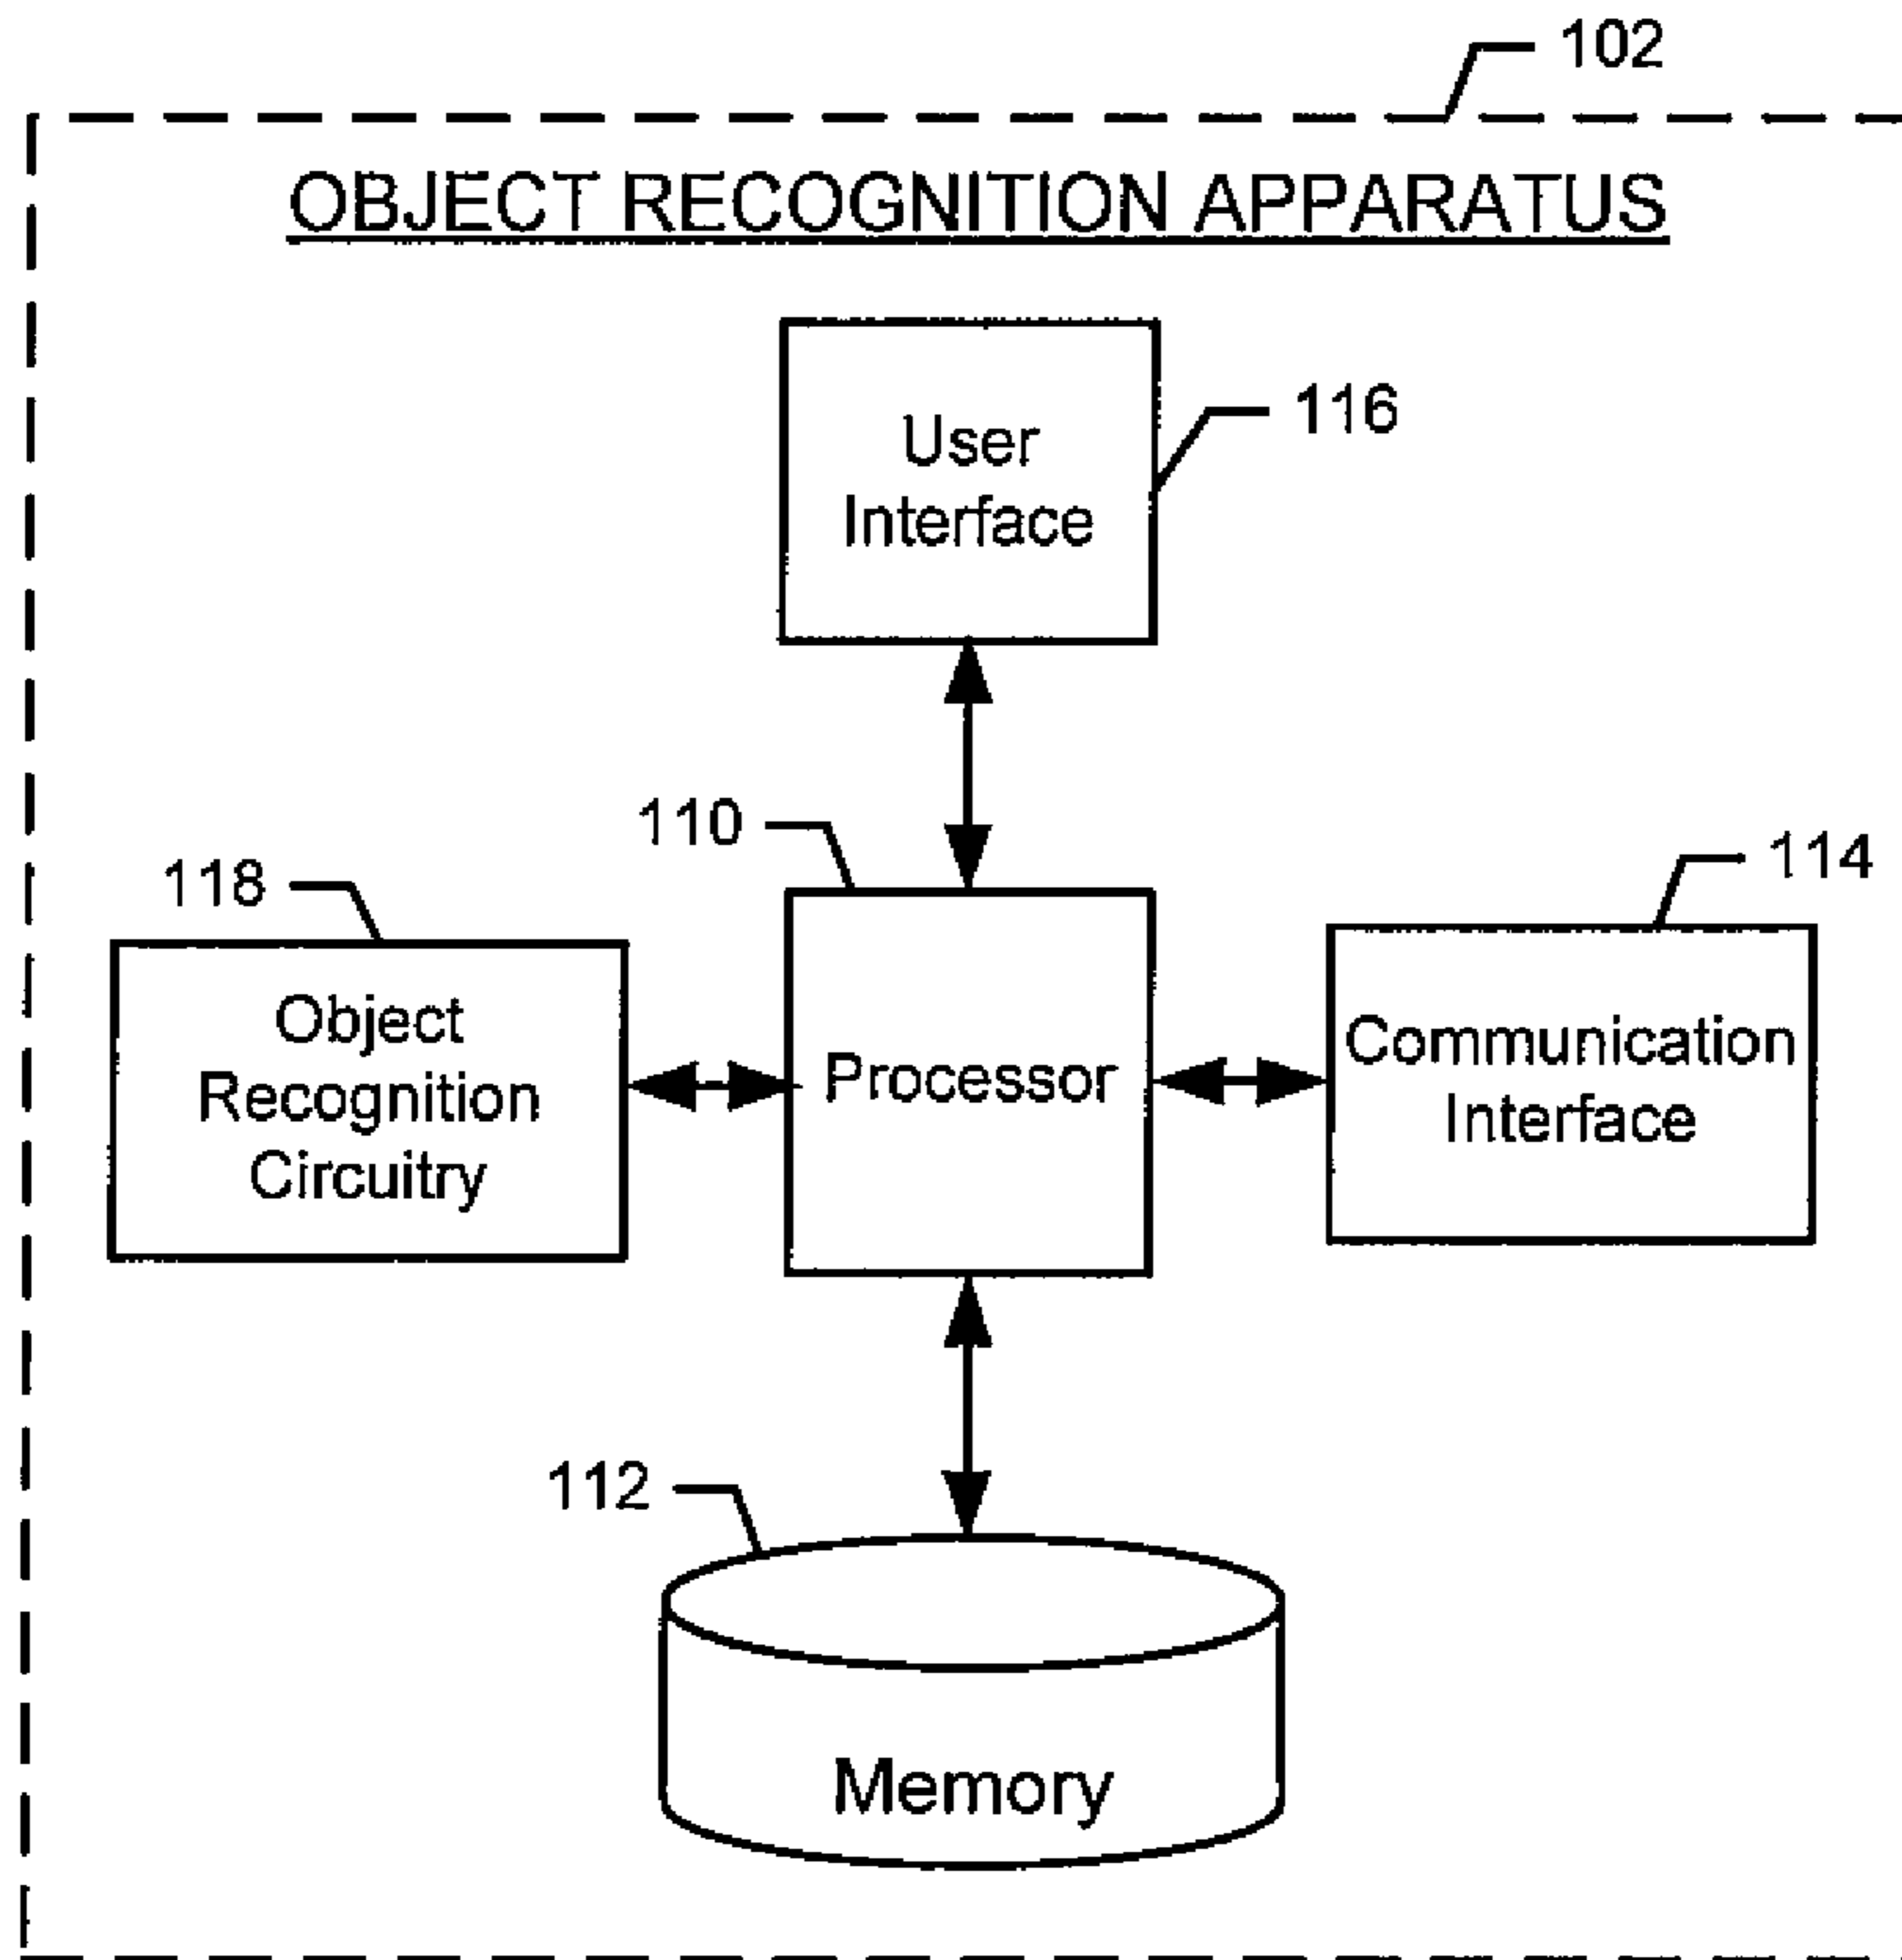 102
OBJECT RECOGNITION APPARATUS
User
Interface
116
110
118
114
Object
Recognition
Circuitry
Processor
Communication
Interface
112
Memory